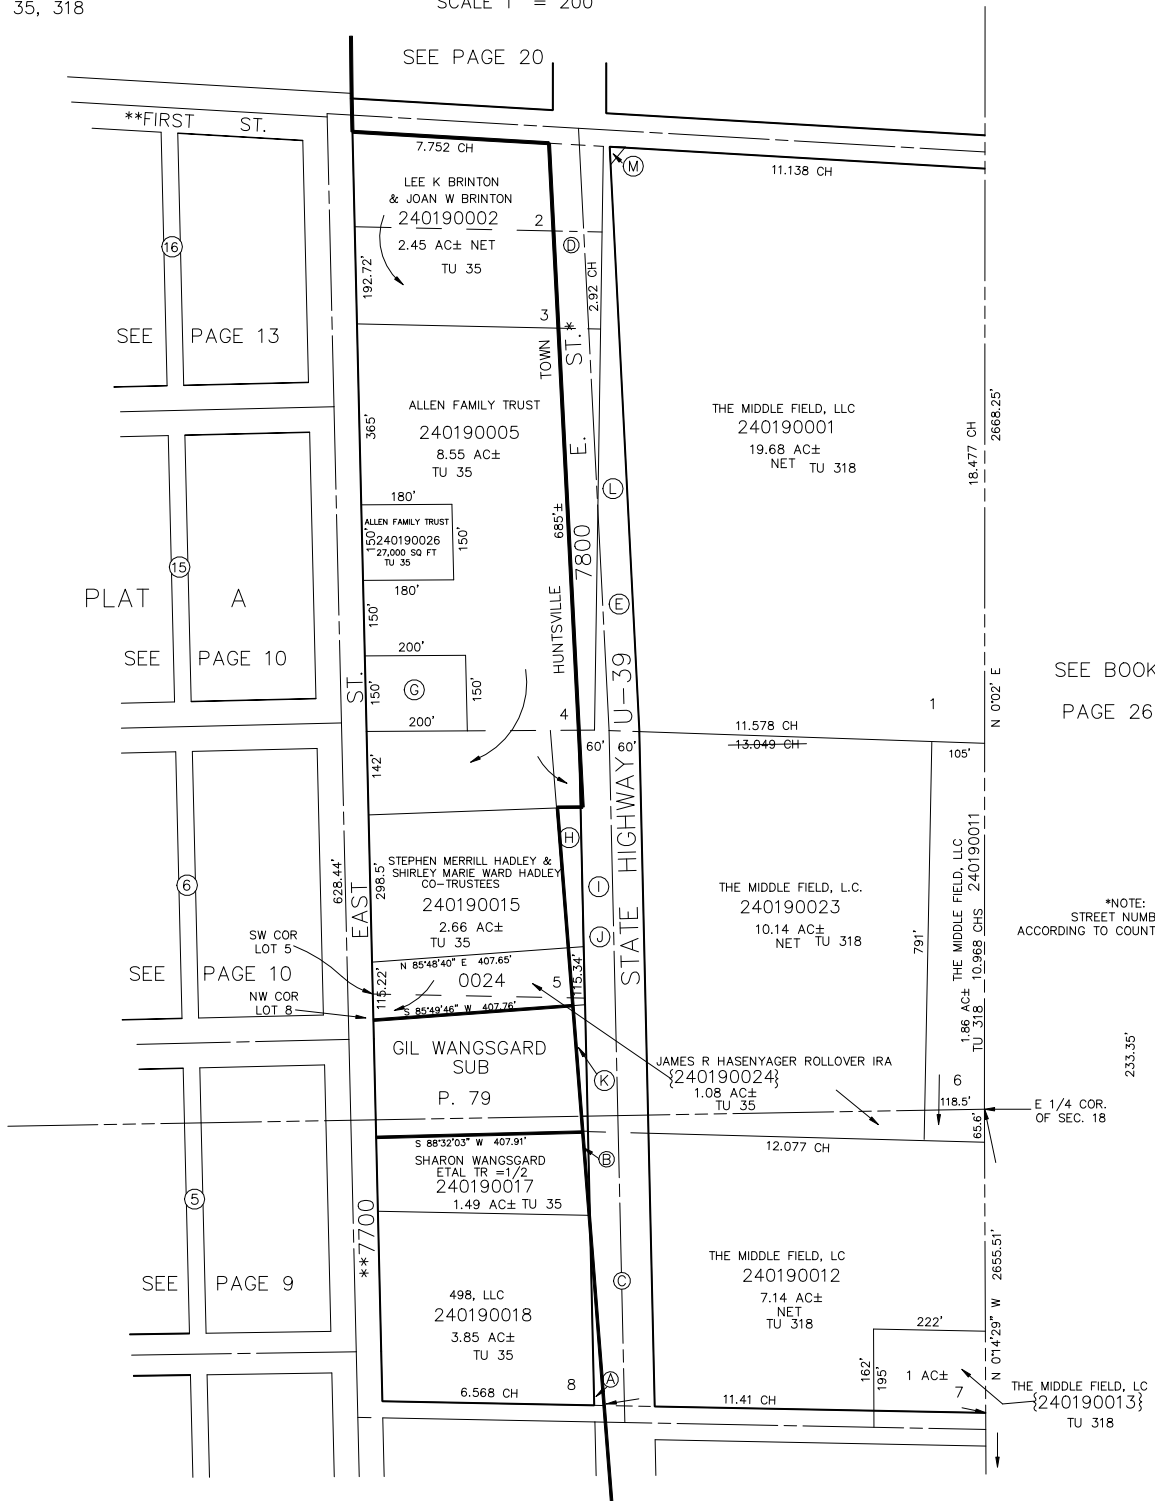 35, 318
SCALE 1" = 200'
SEE PAGE 20
**FIRST ST.
7.752 CH
M
11.138 CH
LEE K BRINTON
& JOAN W BRINTON
240190002
2
2.45 AC± NET
TU 35
D
16
192.72'
2.92 CH
SEE PAGE 13
3
TOWN
ST.*
ALLEN FAMILY TRUST
240190005
8.55 AC±
TU 35
365'
THE MIDDLE FIELD, LLC
240190001
19.68 AC±
NET TU 318
18.477 CH
2668.25'
E.
180'
L
ALLEN FAMILY TRUST
240190026
27,000 SQ FT
TU 35
150'
150'
180'
685'±
7800
15
PLAT A
150'
E
HUNTSVILLE
SEE PAGE 10
200'
ST.
150'
G
150'
200'
4
U-39
1
N 0°02' E
SEE BOOK
PAGE 26
11.578 CH
13.049 CH
60'
60'
105'
142'
H
HIGHWAY
STEPHEN MERRILL HADLEY &
SHIRLEY MARIE WARD HADLEY
CO-TRUSTEES
240190015
2.66 AC±
TU 35
628.44'
298.5'
6
EAST
I
J
STATE
THE MIDDLE FIELD, L.C.
240190023
10.14 AC±
NET TU 318
791'
THE MIDDLE FIELD, LLC 240190011
1.86 AC±
TU 318 10.968 CHS
*NOTE:
STREET NUMB
ACCORDING TO COUNT
SW COR
LOT 5
SEE PAGE 10
NW COR
LOT 8
N 85°48'40" E 407.65'
0024
5
115.22'
115.34'
S 85°49'46" W 407.76'
GIL WANGSGARD
SUB
P. 79
K
JAMES R HASENYAGER ROLLOVER IRA
{240190024}
1.08 AC±
TU 35
233.35'
6
118.5'
65.6'
E 1/4 COR.
OF SEC. 18
S 88°32'03" W 407.91'
12.077 CH
B
SHARON WANGSGARD
ETAL TR =1/2
240190017
1.49 AC± TU 35
5
**7700
SEE PAGE 9
C
498, LLC
240190018
3.85 AC±
TU 35
THE MIDDLE FIELD, LC
240190012
7.14 AC±
NET
TU 318
N 0°14'29" W 2655.51'
222'
162'
195'
1 AC±
7
8
A
6.568 CH
11.41 CH
THE MIDDLE FIELD, LC
{240190013}
TU 318